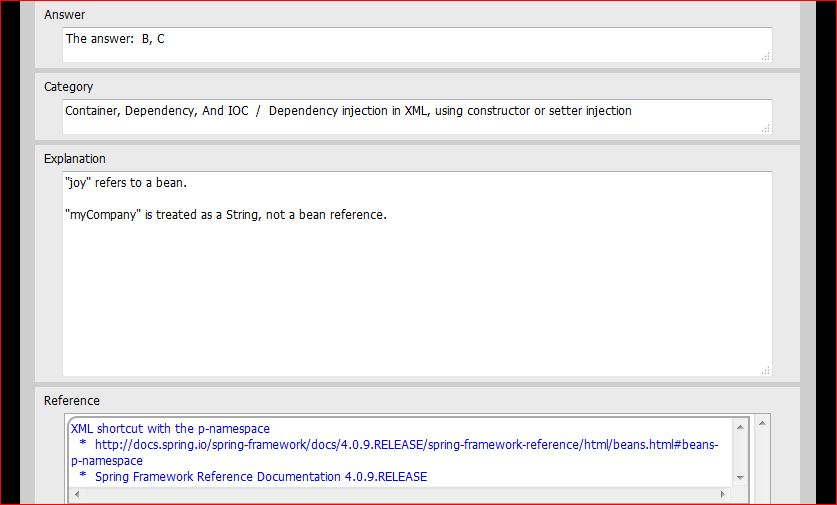 Answer
The answer:  B, C
Category
Container, Dependency, And IOC  /  Dependency injection in XML, using constructor or setter injection
Explanation
"joy" refers to a bean.
"myCompany" is treated as a String, not a bean reference.
Reference
XML shortcut with the p-namespace
*  http://docs.spring.io/spring-framework/docs/4.0.9.RELEASE/spring-framework-reference/html/beans.html#beans-
p-namespace
*  Spring Framework Reference Documentation 4.0.9.RELEASE